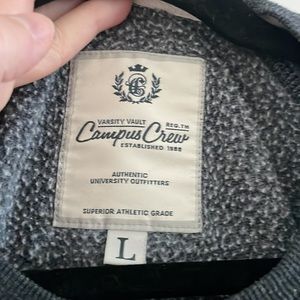 VARSITY VAULT REG.TM
Campus Crew
ESTABLISHED 1988
AUTHENTIC
UNIVERSITY OUTFITTERS
SUPERIOR ATHLETIC GRADE
L